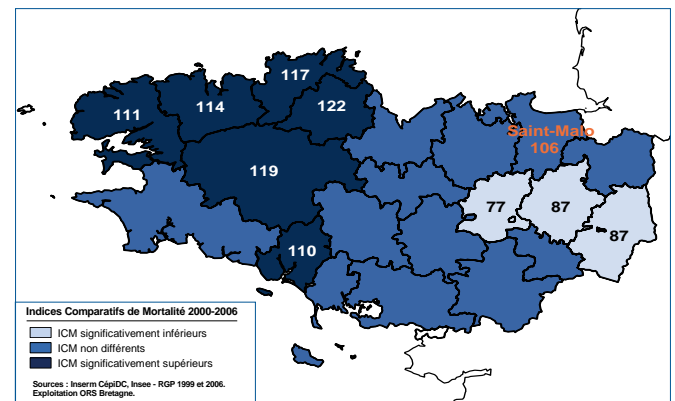 117
114
122
111
Saint-Malo
106
119
77
87
87
110
Indices Comparatifs de Mortalité 2000-2006
ICM significativement inférieurs
ICM non différents
ICM significativement supérieurs
Sources : Inserm CépiDC, Insee - RGP 1999 et 2006.
Exploitation ORS Bretagne.